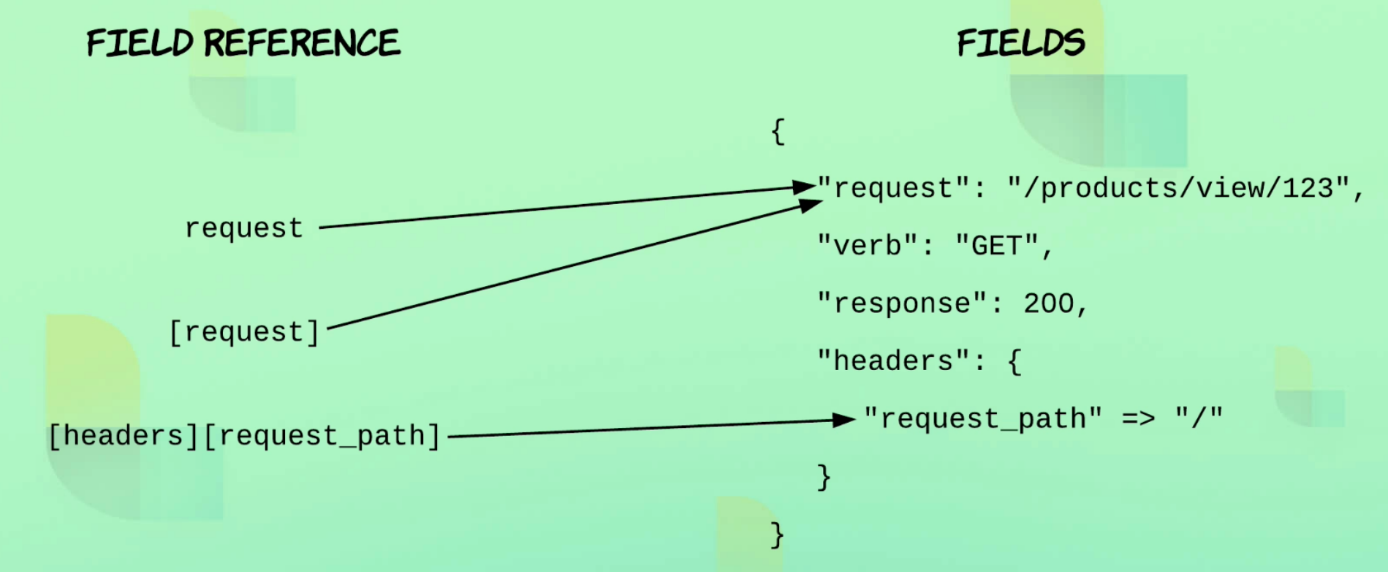 FIELD REFERENCE
FIELDS
{
"request": "/products/view/123",
request
"verb": "GET",
"response": 200,
[request]
"headers": {
"request_path" => "/"
[headers][request_path]
}
}